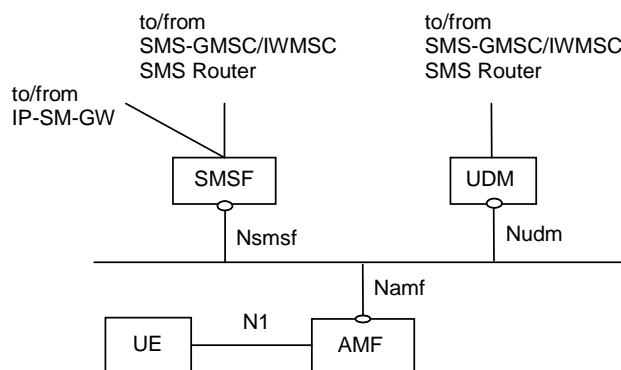 to/from
SMS-GMSC/IWMSC
SMS Router
to/from
SMS-GMSC/IWMSC
SMS Router
to/from
IP-SM-GW
SMSF
UDM
Nsmsf
Nudm
Namf
N1
UE
AMF